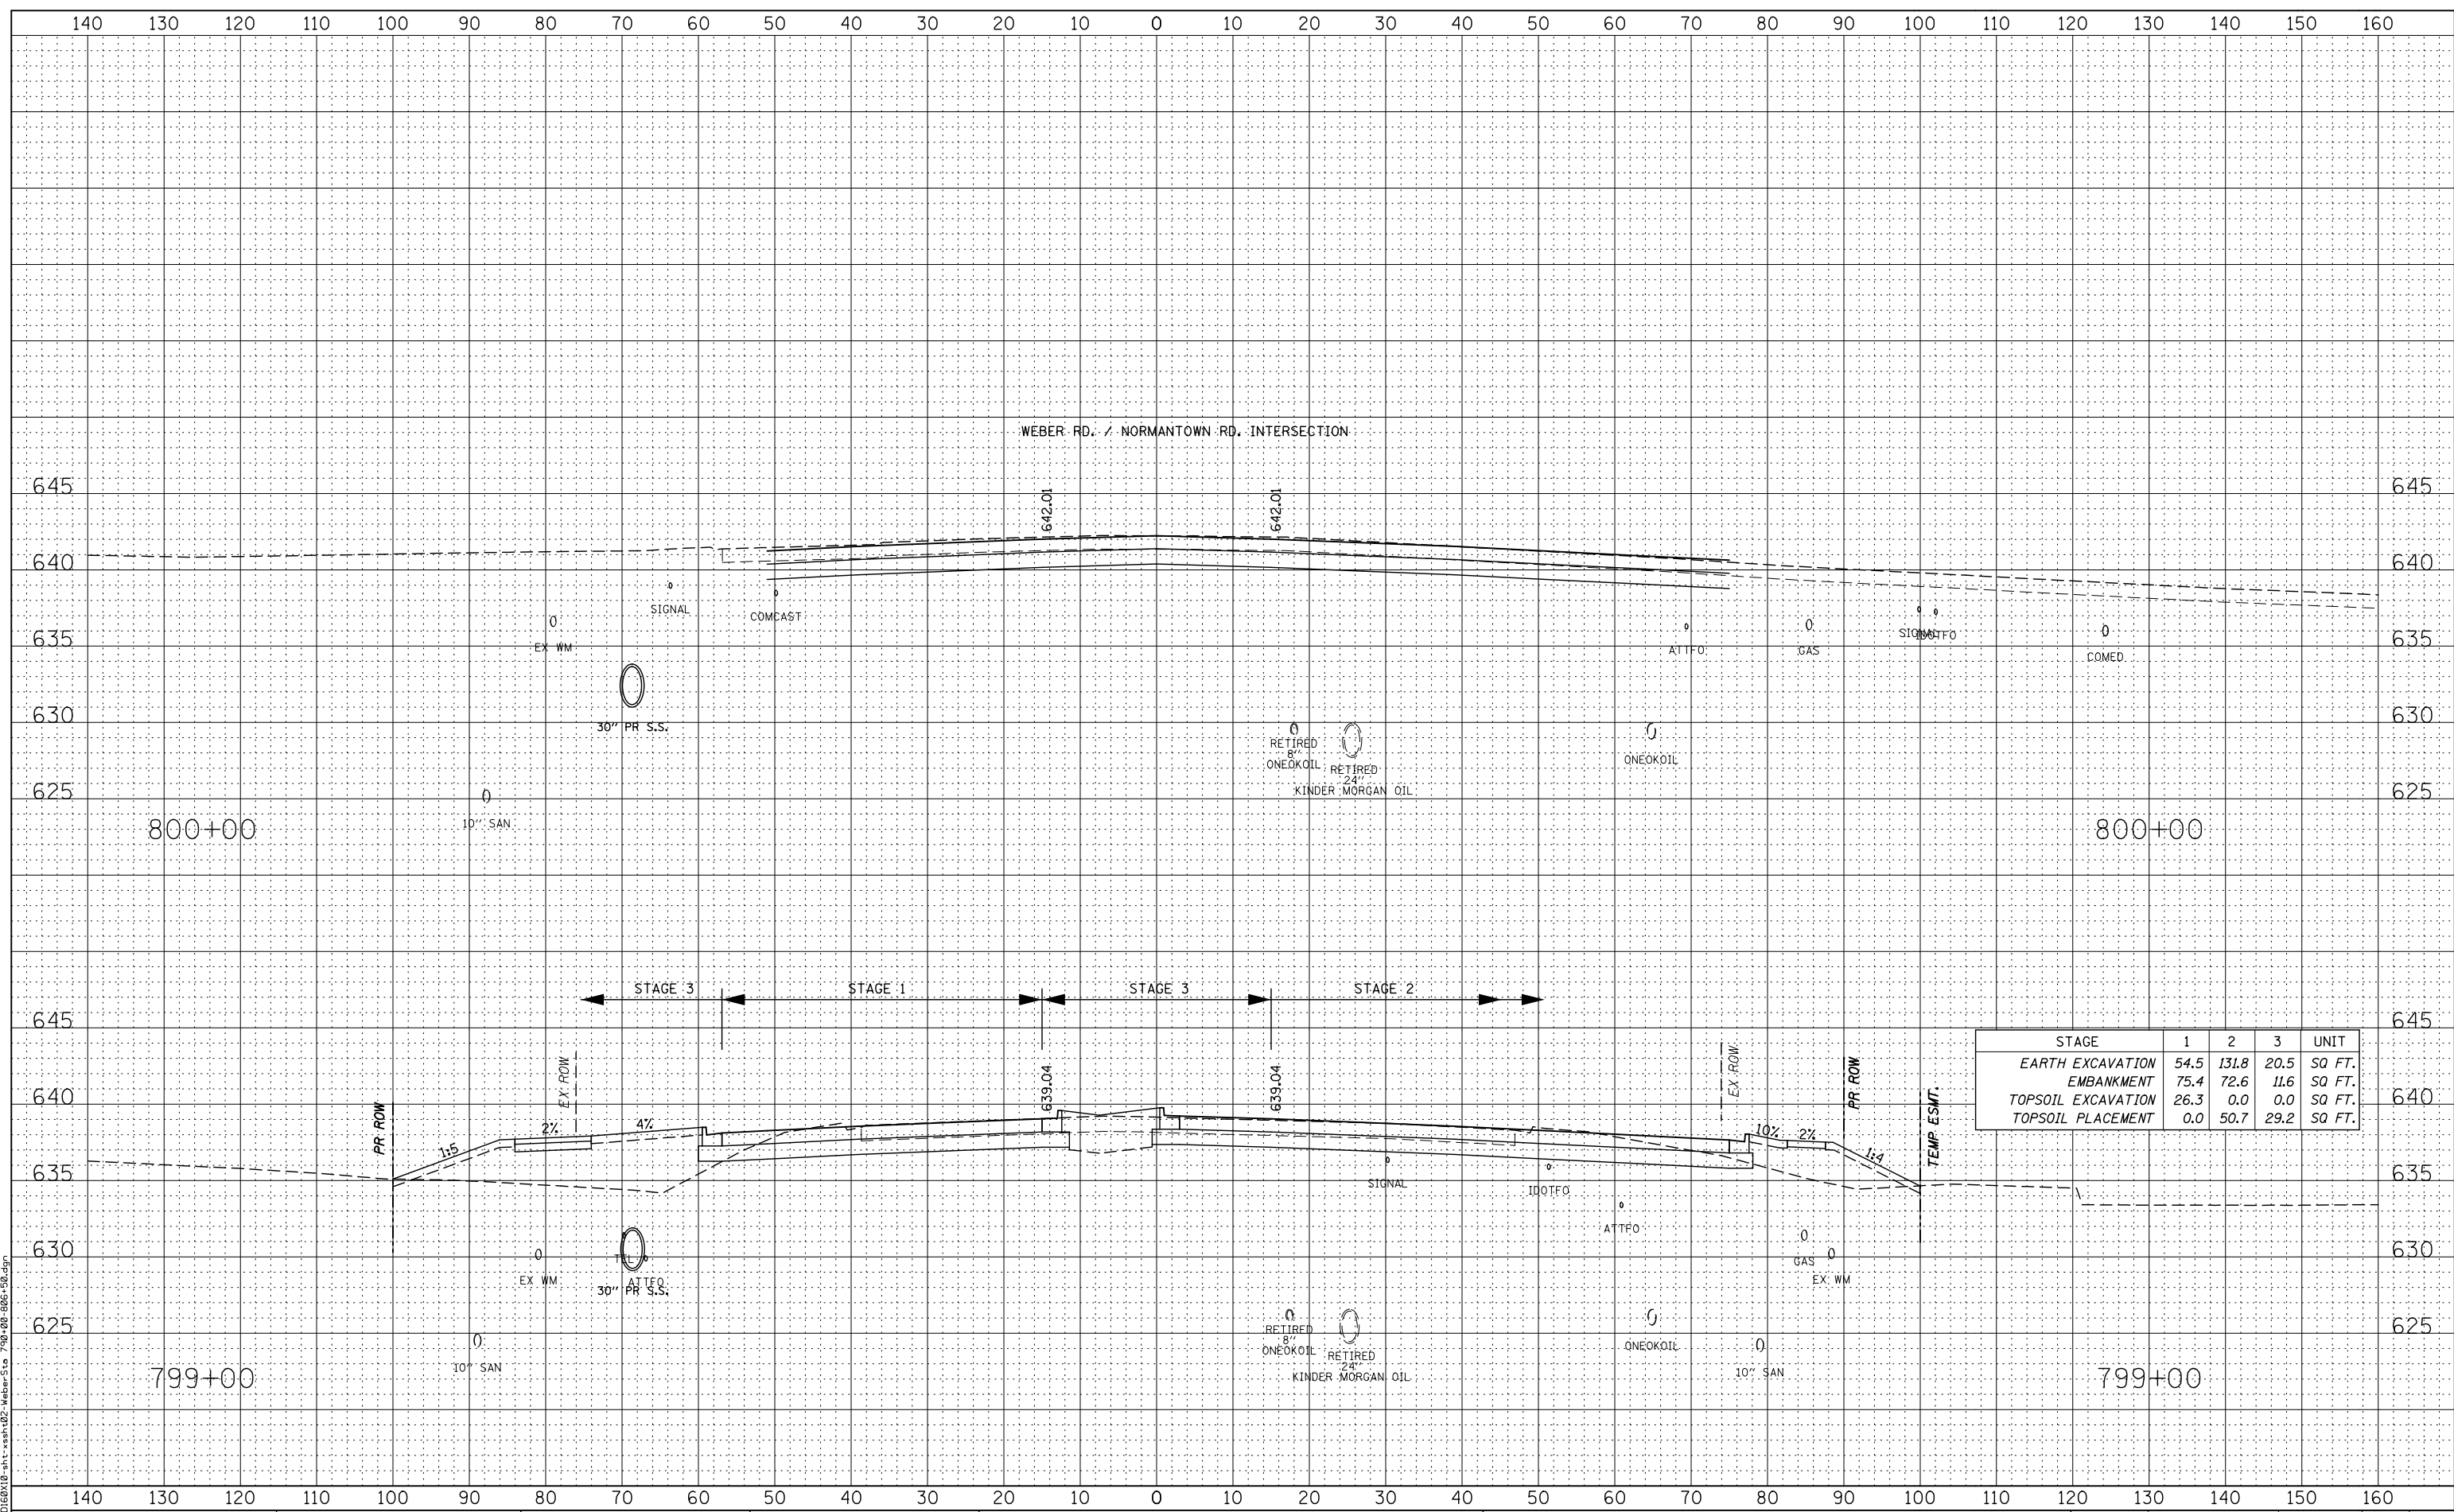 140 130 120 110 100 90 80 70 60 50 40 30 20 10 0 10 20 30 40 50 60 70 80 90 100 110 120 130 140 150 160
WEBER RD. / NORMANTOWN RD. INTERSECTION
645 642.01 642.01 645
640 640
SIGNAL COMCAST
635 EX WM ATTFO GAS SIGNAL IDOTFO 635
COMED
630 30" PR S.S. 630
RETIRED
8"
ONEOKOIL
RETIRED
24"
KINDER MORGAN OIL
ONEOKOIL
625 625
10" SAN
800+00 800+00
STAGE 3 STAGE 1 STAGE 3 STAGE 2
645 645
STAGE 1 2 3 UNIT
EARTH EXCAVATION 54.5 131.8 20.5 SQ FT.
EMBANKMENT 75.4 72.6 11.6 SQ FT.
TOPSOIL EXCAVATION 26.3 0.0 0.0 SQ FT.
TOPSOIL PLACEMENT 0.0 50.7 29.2 SQ FT.
EX ROW 639.04 639.04 EX ROW PR ROW
640 640
PR ROW TEMP ESMT.
1:5 2% 4% 10% 2% 1:4
635 635
SIGNAL IDOTFO
ATTFO
630 630
EX WM TEL ATTFO GAS EX WM
30" PR S.S.
625 625
RETIRED
8"
ONEOKOIL
RETIRED
24"
KINDER MORGAN OIL
ONEOKOIL
10" SAN 10" SAN
799+00 799+00
140 130 120 110 100 90 80 70 60 50 40 30 20 10 0 10 20 30 40 50 60 70 80 90 100 110 120 130 140 150 160